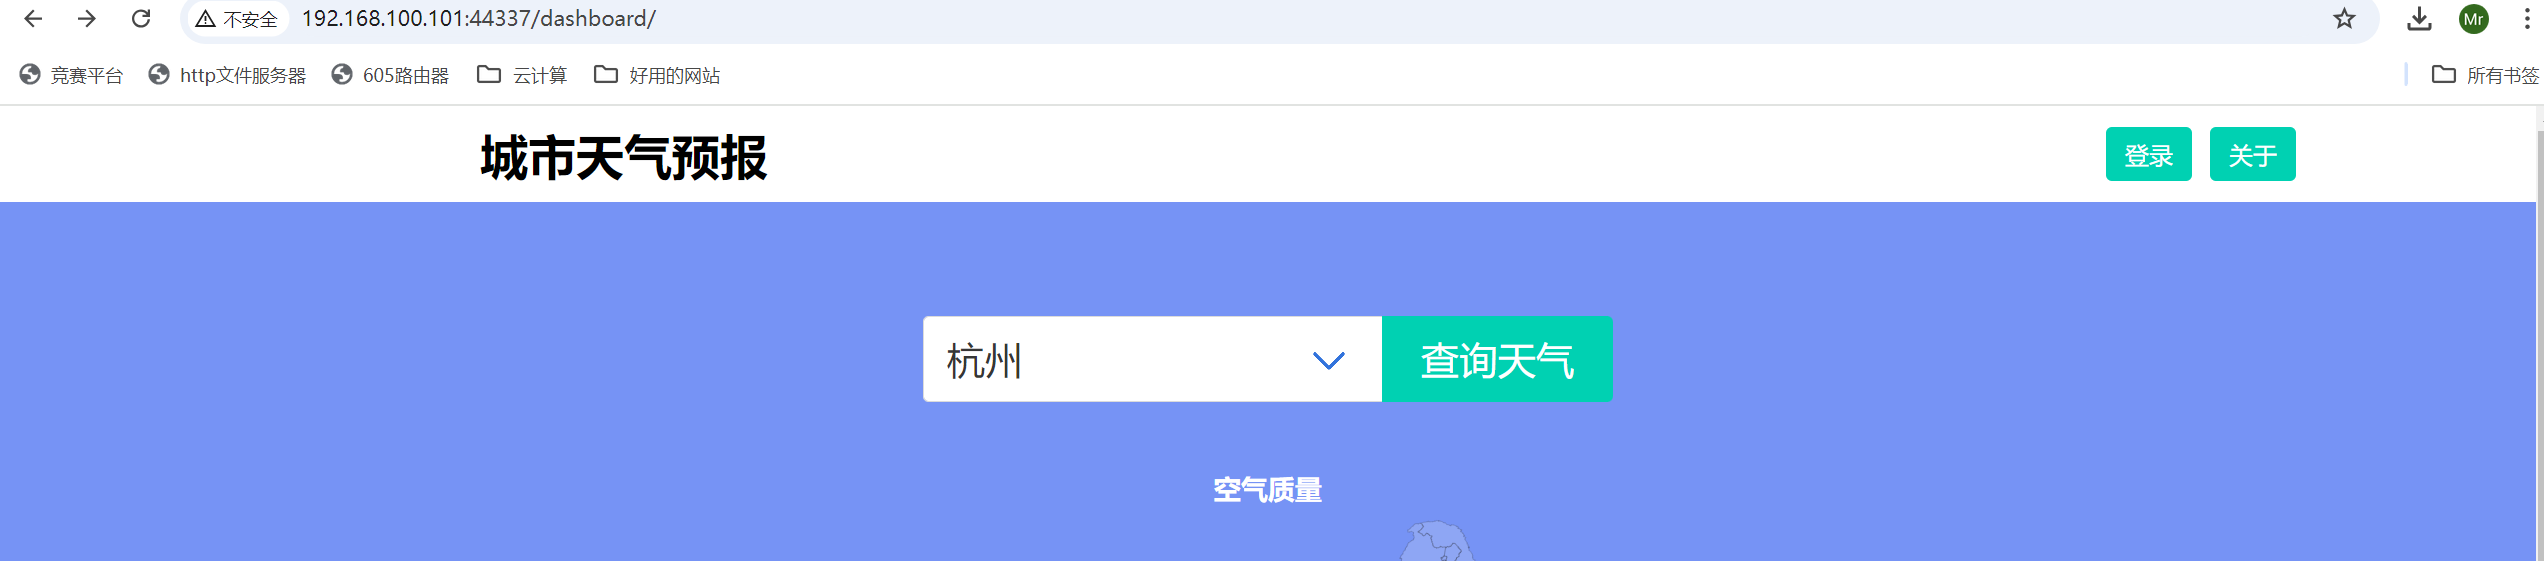 不安全 192.168.100.101:44337/dashboard/ Mr
竞赛平台 http文件服务器 605路由器 云计算 好用的网站 所有书签
城市天气预报 登录 关于
杭州 查询天气
空气质量